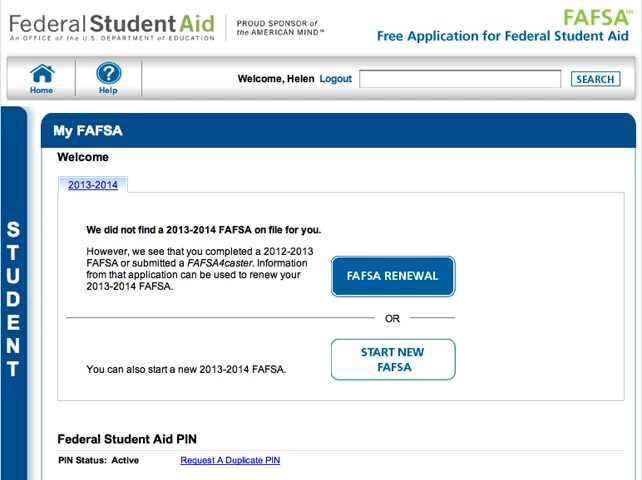 Federal Student Aid
An OFFICE of the U.S. DEPARTMENT of EDUCATION
PROUD SPONSOR of
the AMERICAN MIND™
FAFSA℠
Free Application for Federal Student Aid
Home
Help
Welcome, Helen Logout
SEARCH
STUDENT
My FAFSA
Welcome
2013-2014
We did not find a 2013-2014 FAFSA on file for you.
However, we see that you completed a 2012-2013
FAFSA or submitted a FAFSA4caster. Information
from that application can be used to renew your
2013-2014 FAFSA.
FAFSA RENEWAL
OR
You can also start a new 2013-2014 FAFSA.
START NEW
FAFSA
Federal Student Aid PIN
PIN Status: Active Request A Duplicate PIN